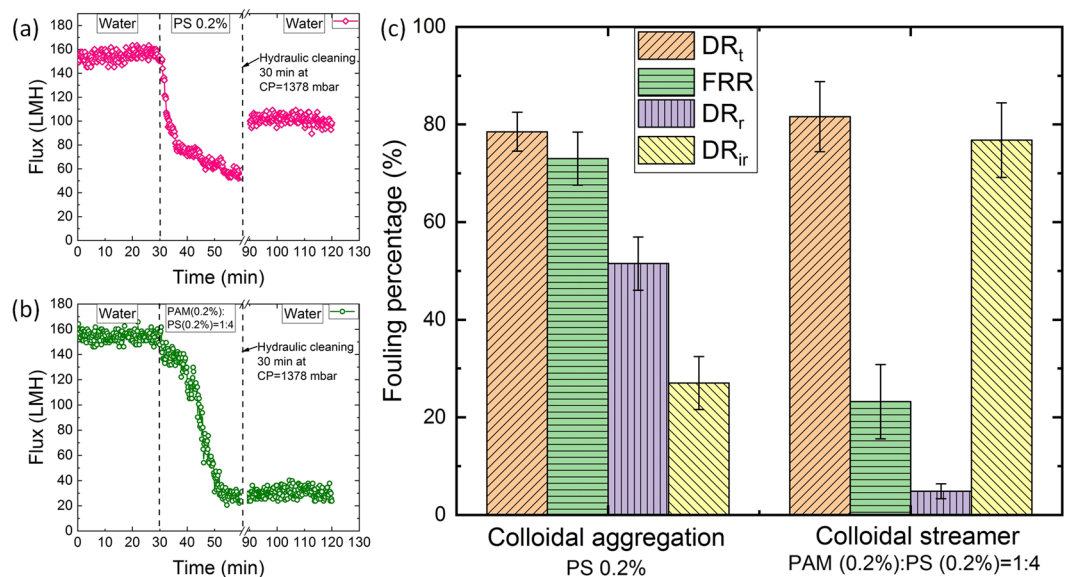 (a)
Water
PS 0.2%
Water
Hydraulic cleaning
30 min at
CP=1378 mbar
Flux (LMH)
180
160
140
120
100
80
60
40
20
0
0 10 20 30 40 50 60 90 100 110 120 130
Time (min)
(b)
Water
PAM(0.2%):
PS(0.2%)=1:4
Water
Hydraulic cleaning
30 min at
CP=1378 mbar
Flux (LMH)
180
160
140
120
100
80
60
40
20
0
0 10 20 30 40 50 60 90 100 110 120 130
Time (min)
(c)
DRt
FRR
DRr
DRir
Fouling percentage (%)
100
80
60
40
20
0
Colloidal aggregation
PS 0.2%
Colloidal streamer
PAM (0.2%):PS (0.2%)=1:4